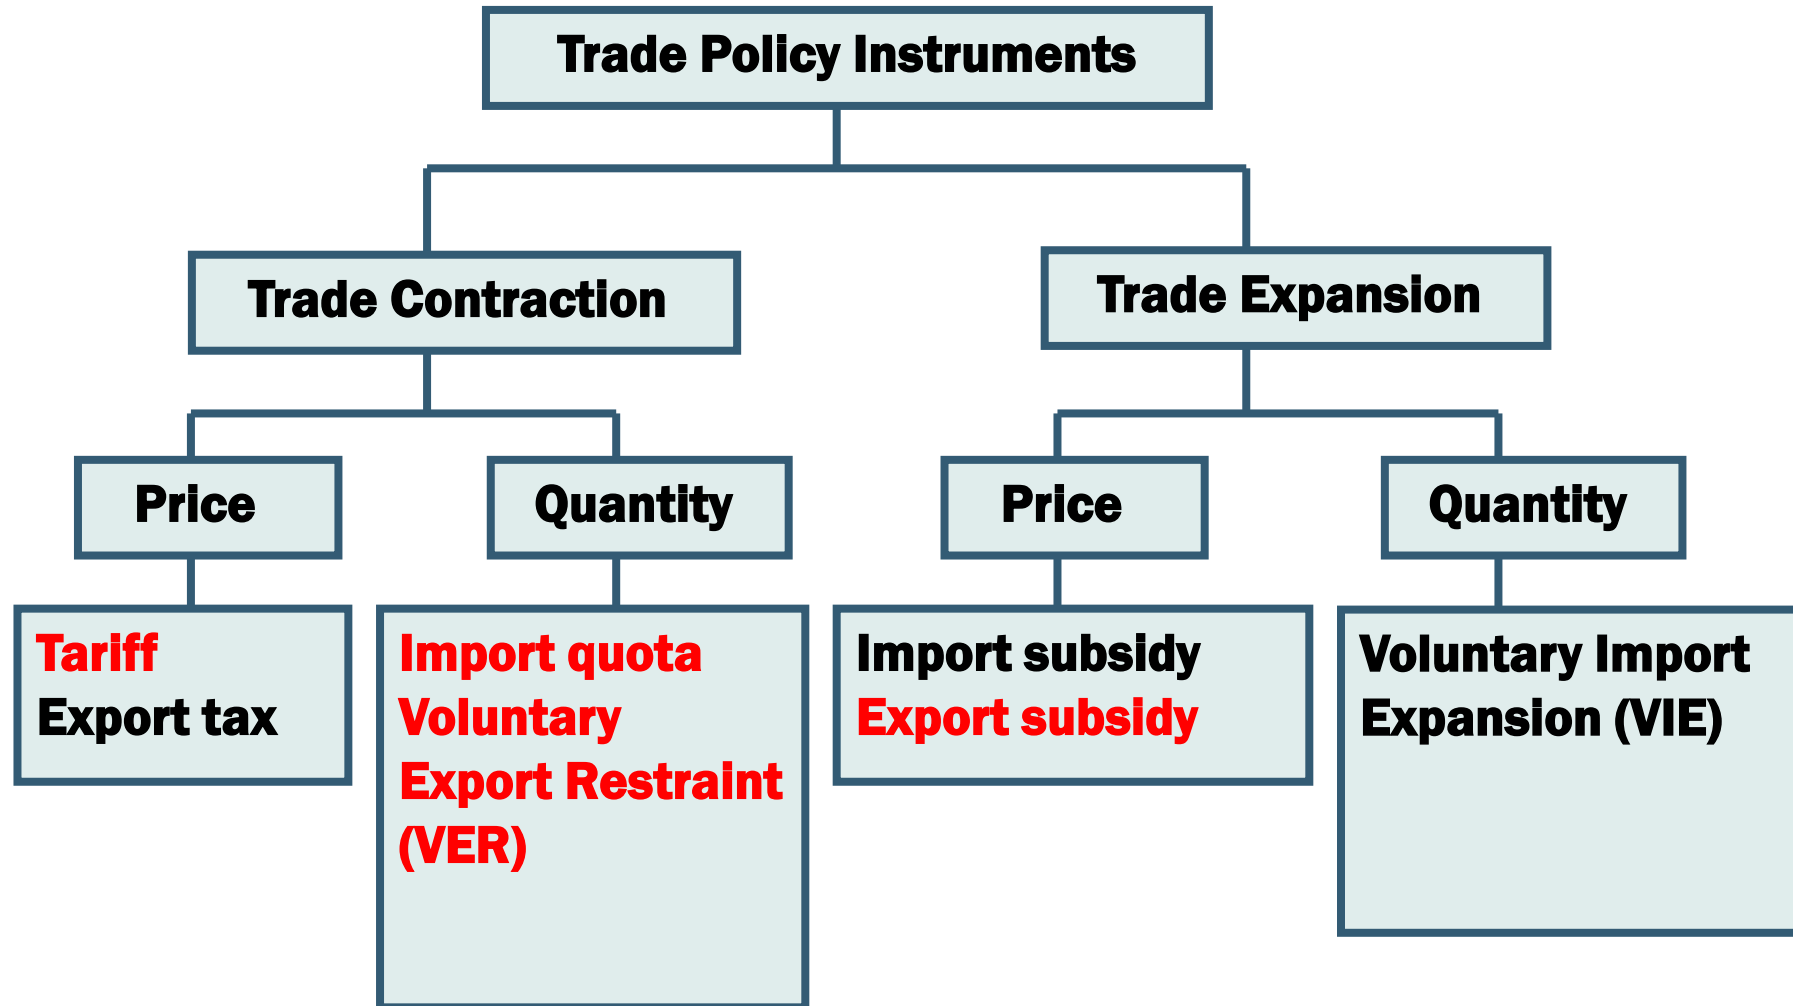 Trade Policy Instruments
Trade Contraction
Trade Expansion
Price
Quantity
Price
Quantity
Tariff
Export tax
Import quota
Voluntary
Export Restraint
(VER)
Import subsidy
Export subsidy
Voluntary Import
Expansion (VIE)